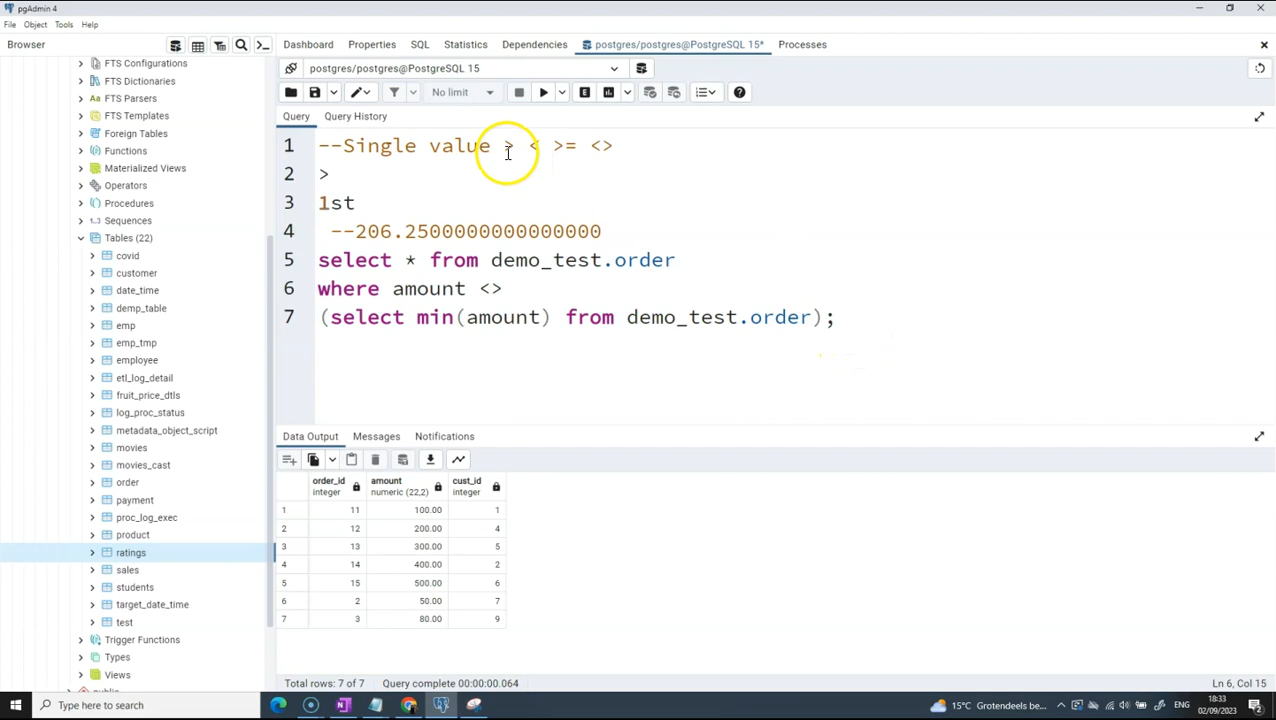 pgAdmin 4
File Object Tools Help
Browser
Dashboard Properties SQL Statistics Dependencies postgres/postgres@PostgreSQL 15* Processes
postgres/postgres@PostgreSQL 15
No limit
Query Query History
1 --Single value > < >= <>
2 >
3 1st
4 --206.2500000000000000
5 select * from demo_test.order
6 where amount <>
7 (select min(amount) from demo_test.order);
FTS Configurations
FTS Dictionaries
FTS Parsers
FTS Templates
Foreign Tables
Functions
Materialized Views
Operators
Procedures
Sequences
Tables (22)
covid
customer
date_time
demp_table
emp
emp_tmp
employee
etl_log_detail
fruit_price_dtls
log_proc_status
metadata_object_script
movies
movies_cast
order
payment
proc_log_exec
product
ratings
sales
students
target_date_time
test
Trigger Functions
Types
Views
Data Output Messages Notifications
order_id amount cust_id
integer numeric (22,2) integer
1 11 100.00 1
2 12 200.00 4
3 13 300.00 5
4 14 400.00 2
5 15 500.00 6
6 2 50.00 7
7 3 80.00 9
Total rows: 7 of 7 Query complete 00:00:00.064 Ln 6, Col 15
Type here to search
15°C Grotendeels be... ENG 18:33
02/09/2023